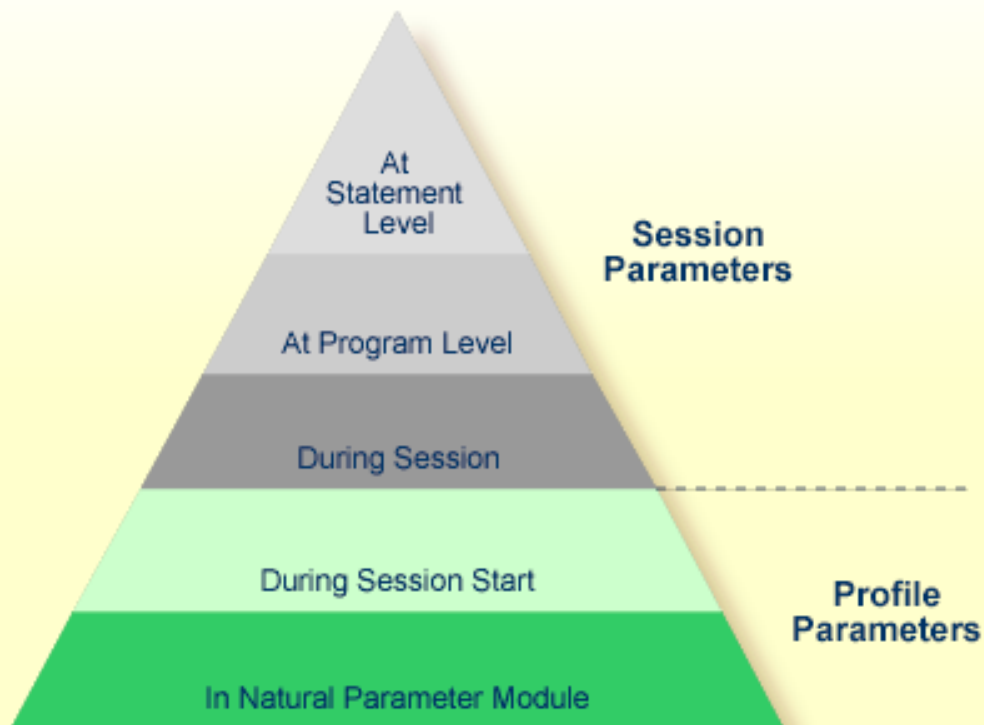 At
Statement
Level
Session
Parameters
At Program Level
During Session
During Session Start
Profile
Parameters
In Natural Parameter Module